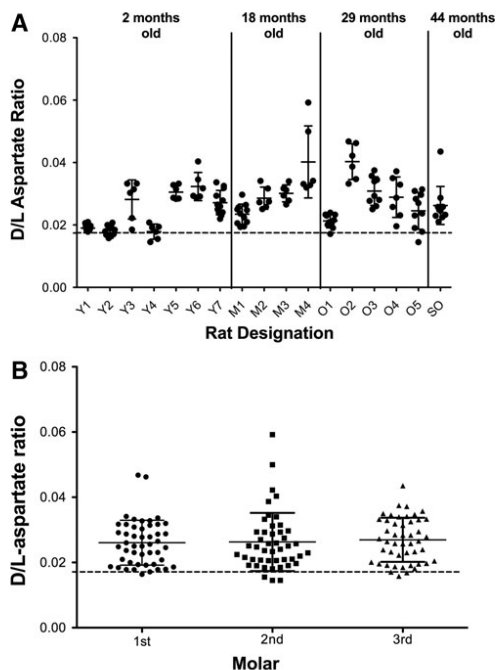 A
2 months
old
18 months
old
29 months
old
44 months
old
0.08
0.06
0.04
0.02
0.00
D/L Aspartate Ratio
Y1 Y2 Y3 Y4 Y5 Y6 Y7 M1 M2 M3 M4 O1 O2 O3 O4 O5 SO
Rat Designation
B
0.08
0.06
0.04
0.02
0.00
D/L-aspartate ratio
1st 2nd 3rd
Molar